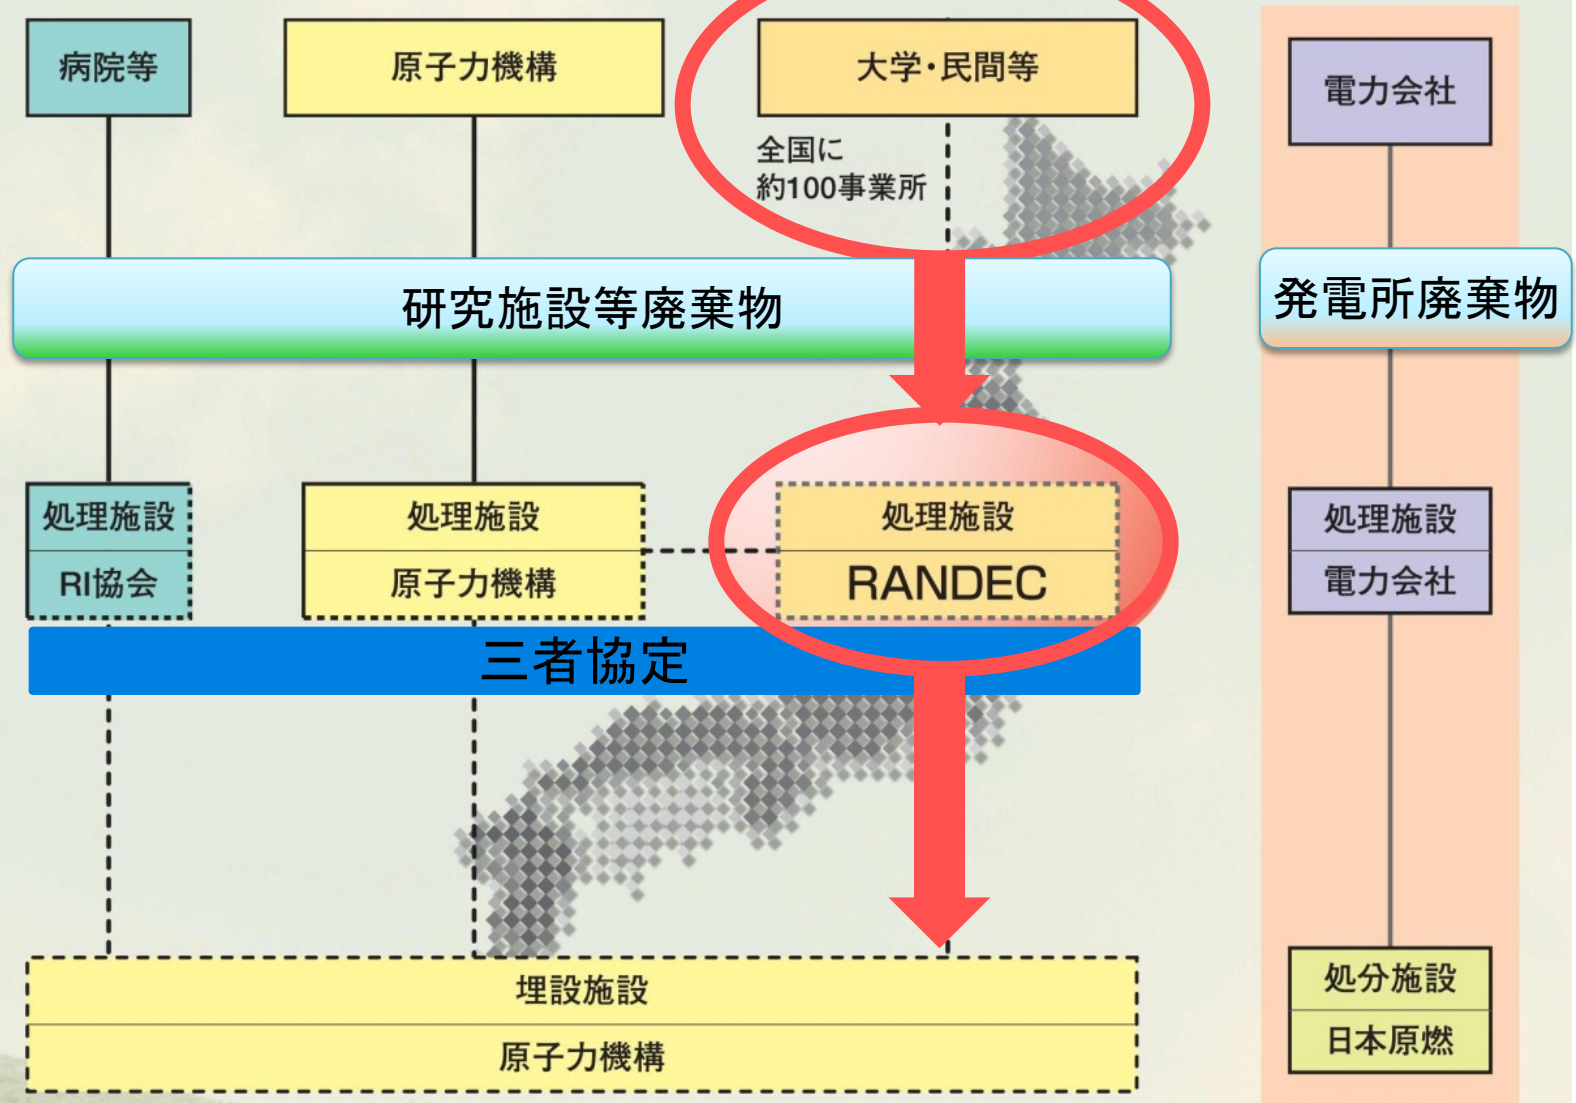 病院等
原子力機構
大学・民間等
電力会社
全国に
約100事業所
研究施設等廃棄物
発電所廃棄物
処理施設
RI協会
処理施設
原子力機構
処理施設
RANDEC
処理施設
電力会社
三者協定
埋設施設
原子力機構
処分施設
日本原燃